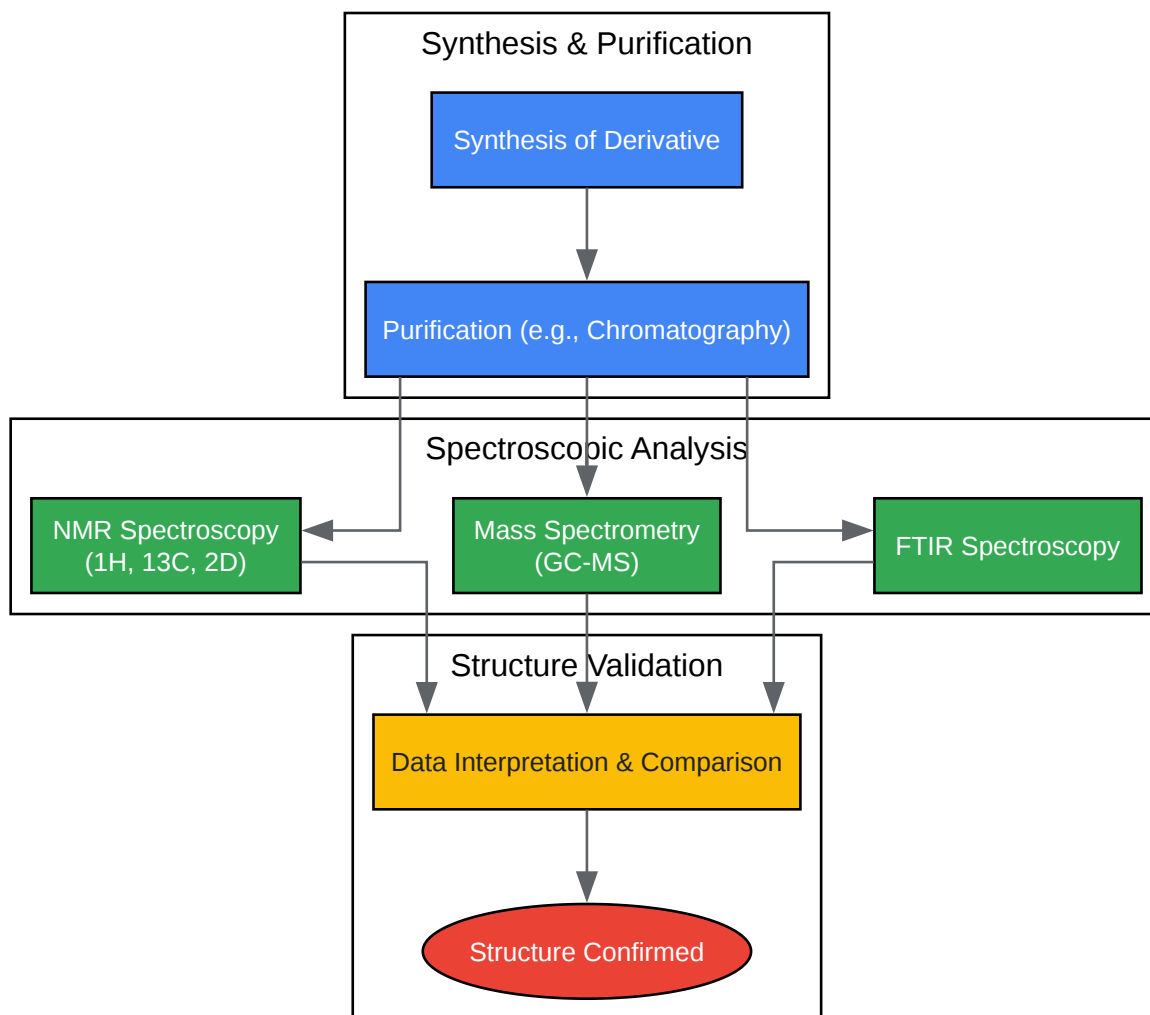 Synthesis & Purification
Synthesis of Derivative
Purification (e.g., Chromatography)
Spectroscopic Analysis
NMR Spectroscopy
(1H, 13C, 2D)
Mass Spectrometry
(GC-MS)
FTIR Spectroscopy
Structure Validation
Data Interpretation & Comparison
Structure Confirmed